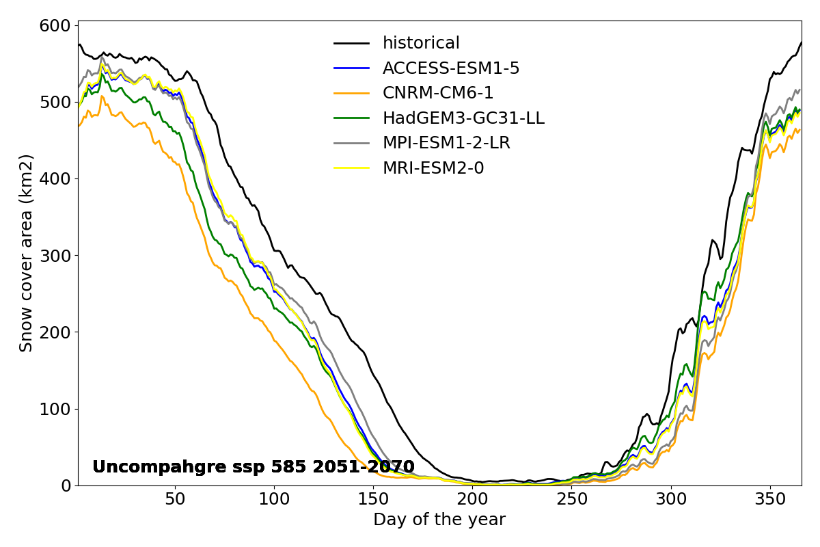 600
500
400
300
200
100
0
Snow cover area (km2)
historical
ACCESS-ESM1-5
CNRM-CM6-1
HadGEM3-GC31-LL
MPI-ESM1-2-LR
MRI-ESM2-0
Uncompahgre ssp 585 2051-2070
50 100 150 200 250 300 350
Day of the year